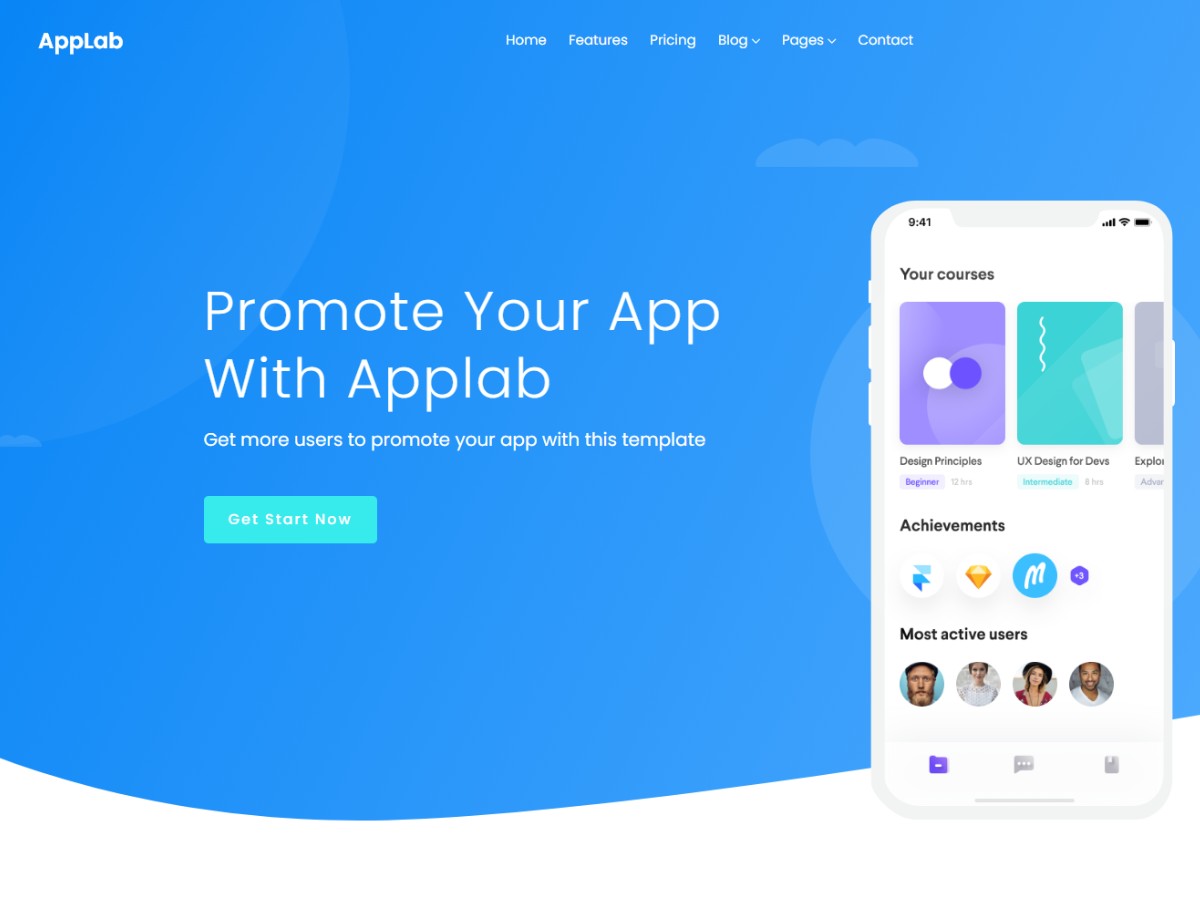 AppLab
Home Features Pricing Blog Pages Contact
Promote Your App
With Applab
Get more users to promote your app with this template
Get Start Now
9:41
Your courses
Design Principles UX Design for Devs Explor
Beginner 12 hrs Intermediate 8 hrs Advan
Achievements
+3
Most active users